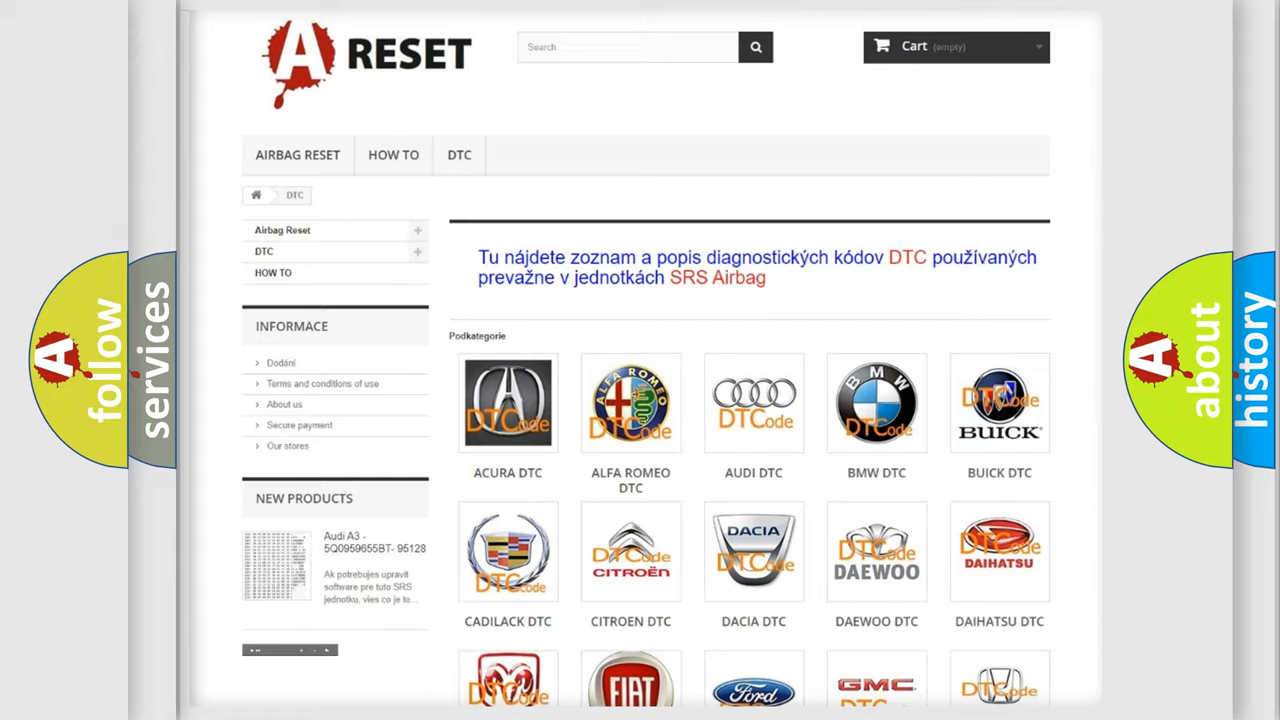 A RESET
Search
Cart (empty)
AIRBAG RESET
HOW TO
DTC
DTC
Airbag Reset
DTC
HOW TO
INFORMACE
Dodání
Terms and conditions of use
About us
Secure payment
Our stores
NEW PRODUCTS
Audi A3 -
5Q0959655BT- 95128
Ak potrebujes upravit
software pre tuto SRS
jednotku, vies co je to...
Tu nájdete zoznam a popis diagnostických kódov DTC používaných
prevažne v jednotkách SRS Airbag
Podkategorie
DTCode
ALFA ROMEO
DTCode
DTCode
BMW
DTCode
DTCode
BUICK
ACURA DTC
ALFA ROMEO
DTC
AUDI DTC
BMW DTC
BUICK DTC
DTCode
DTCode
CITROËN
DACIA
DTCode
DTCode
DAEWOO
DTCode
DAIHATSU
CADILACK DTC
CITROEN DTC
DACIA DTC
DAEWOO DTC
DAIHATSU DTC
DTCode
FIAT
Ford
GMC
DTCode
A
follow
services
A
about
history